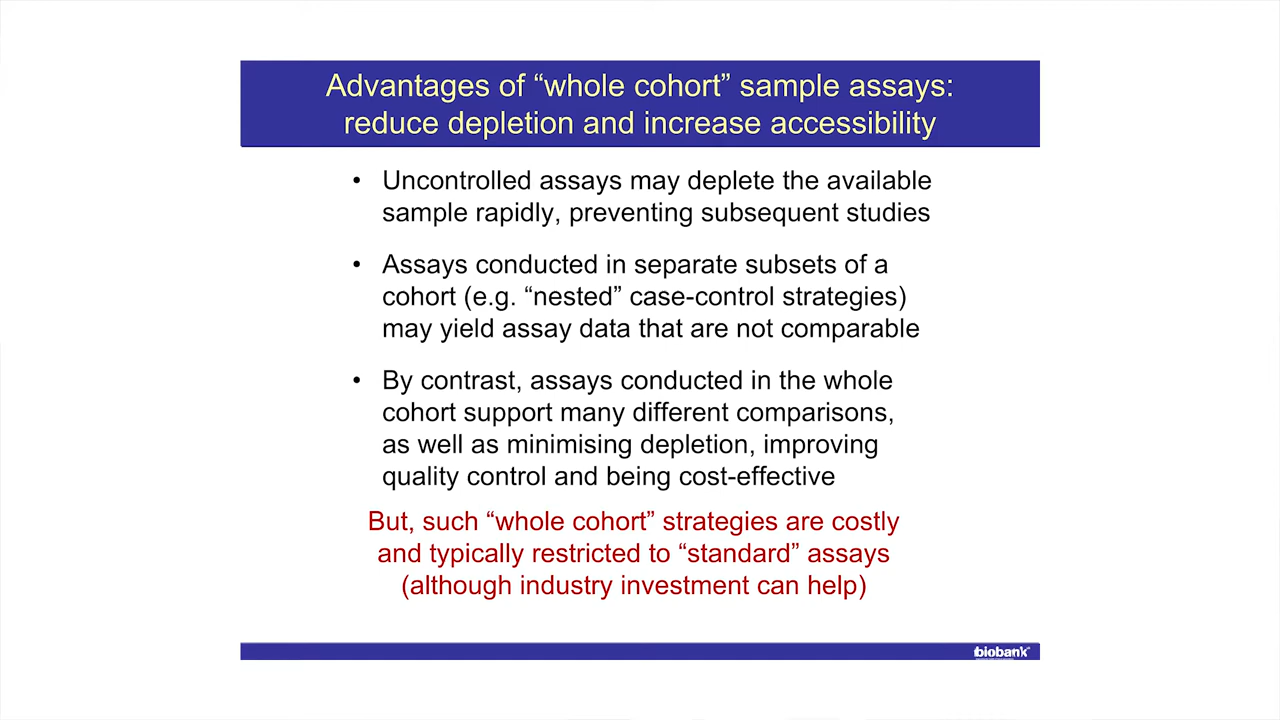 Advantages of “whole cohort” sample assays:
reduce depletion and increase accessibility
• Uncontrolled assays may deplete the available
sample rapidly, preventing subsequent studies
• Assays conducted in separate subsets of a
cohort (e.g. “nested” case-control strategies)
may yield assay data that are not comparable
• By contrast, assays conducted in the whole
cohort support many different comparisons,
as well as minimising depletion, improving
quality control and being cost-effective
But, such “whole cohort” strategies are costly
and typically restricted to “standard” assays
(although industry investment can help)
biobank